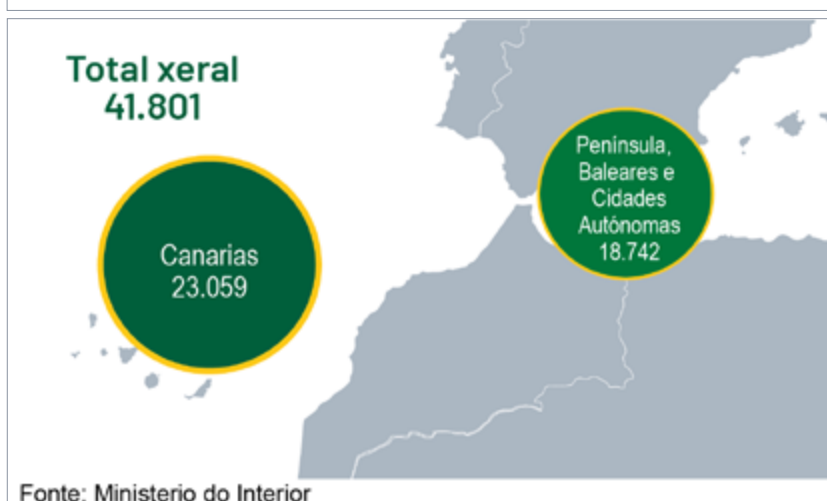 Total xeral
41.801
Península,
Baleares e
Cidades
Autónomas
18.742
Canarias
23.059
Fonte: Ministerio do Interior